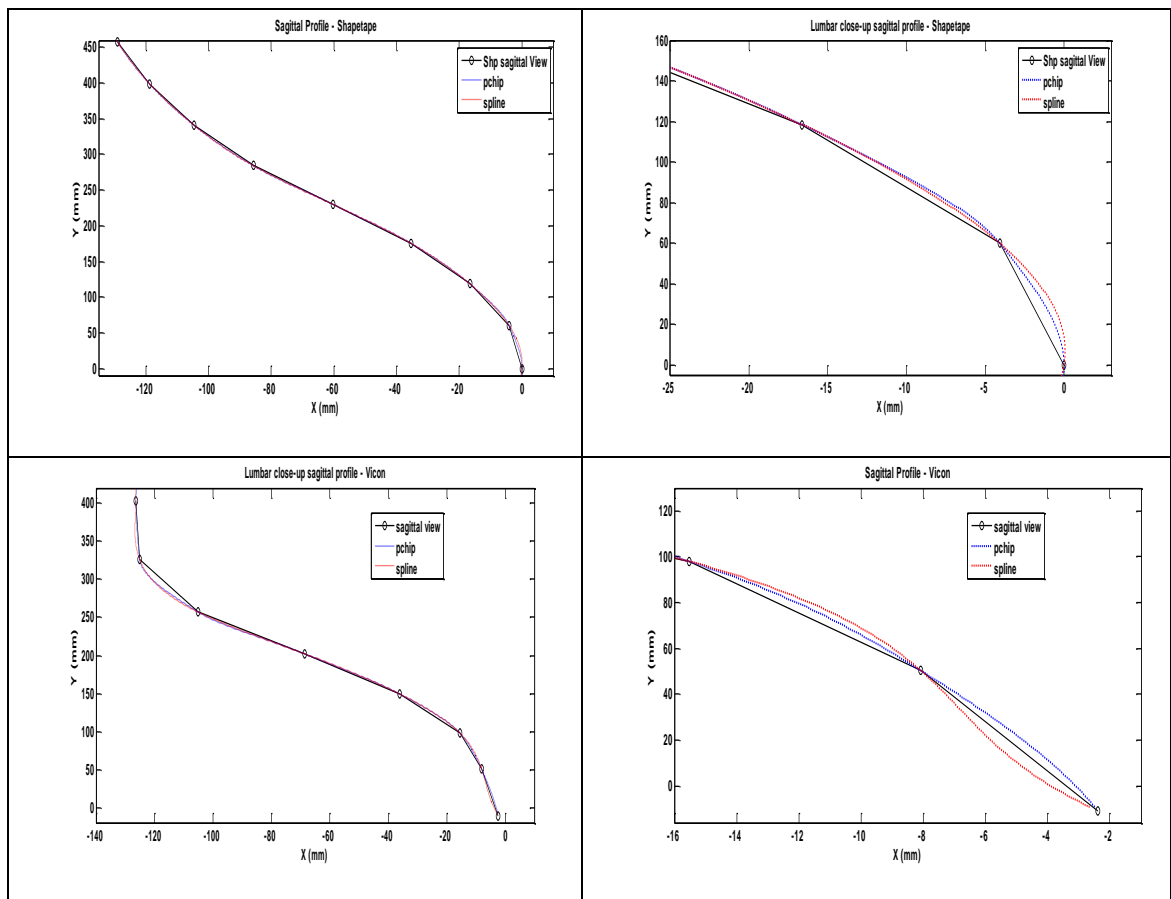 Sagittal Profile - Shapetape
450
400
350
300
250
200
150
100
50
0
Y (mm)
Shp sagittal View
pchip
spline
-120 -100 -80 -60 -40 -20 0
X (mm)
Lumbar close-up sagittal profile - Shapetape
160
140
120
100
80
60
40
20
0
Y (mm)
Shp sagittal View
pchip
spline
-25 -20 -15 -10 -5 0
X (mm)
Lumbar close-up sagittal profile - Vicon
400
350
300
250
200
150
100
50
0
Y (mm)
sagittal view
pchip
spline
-140 -120 -100 -80 -60 -40 -20 0
X (mm)
Sagittal Profile - Vicon
120
100
80
60
40
20
0
Y (mm)
sagittal view
pchip
spline
-16 -14 -12 -10 -8 -6 -4 -2
X (mm)